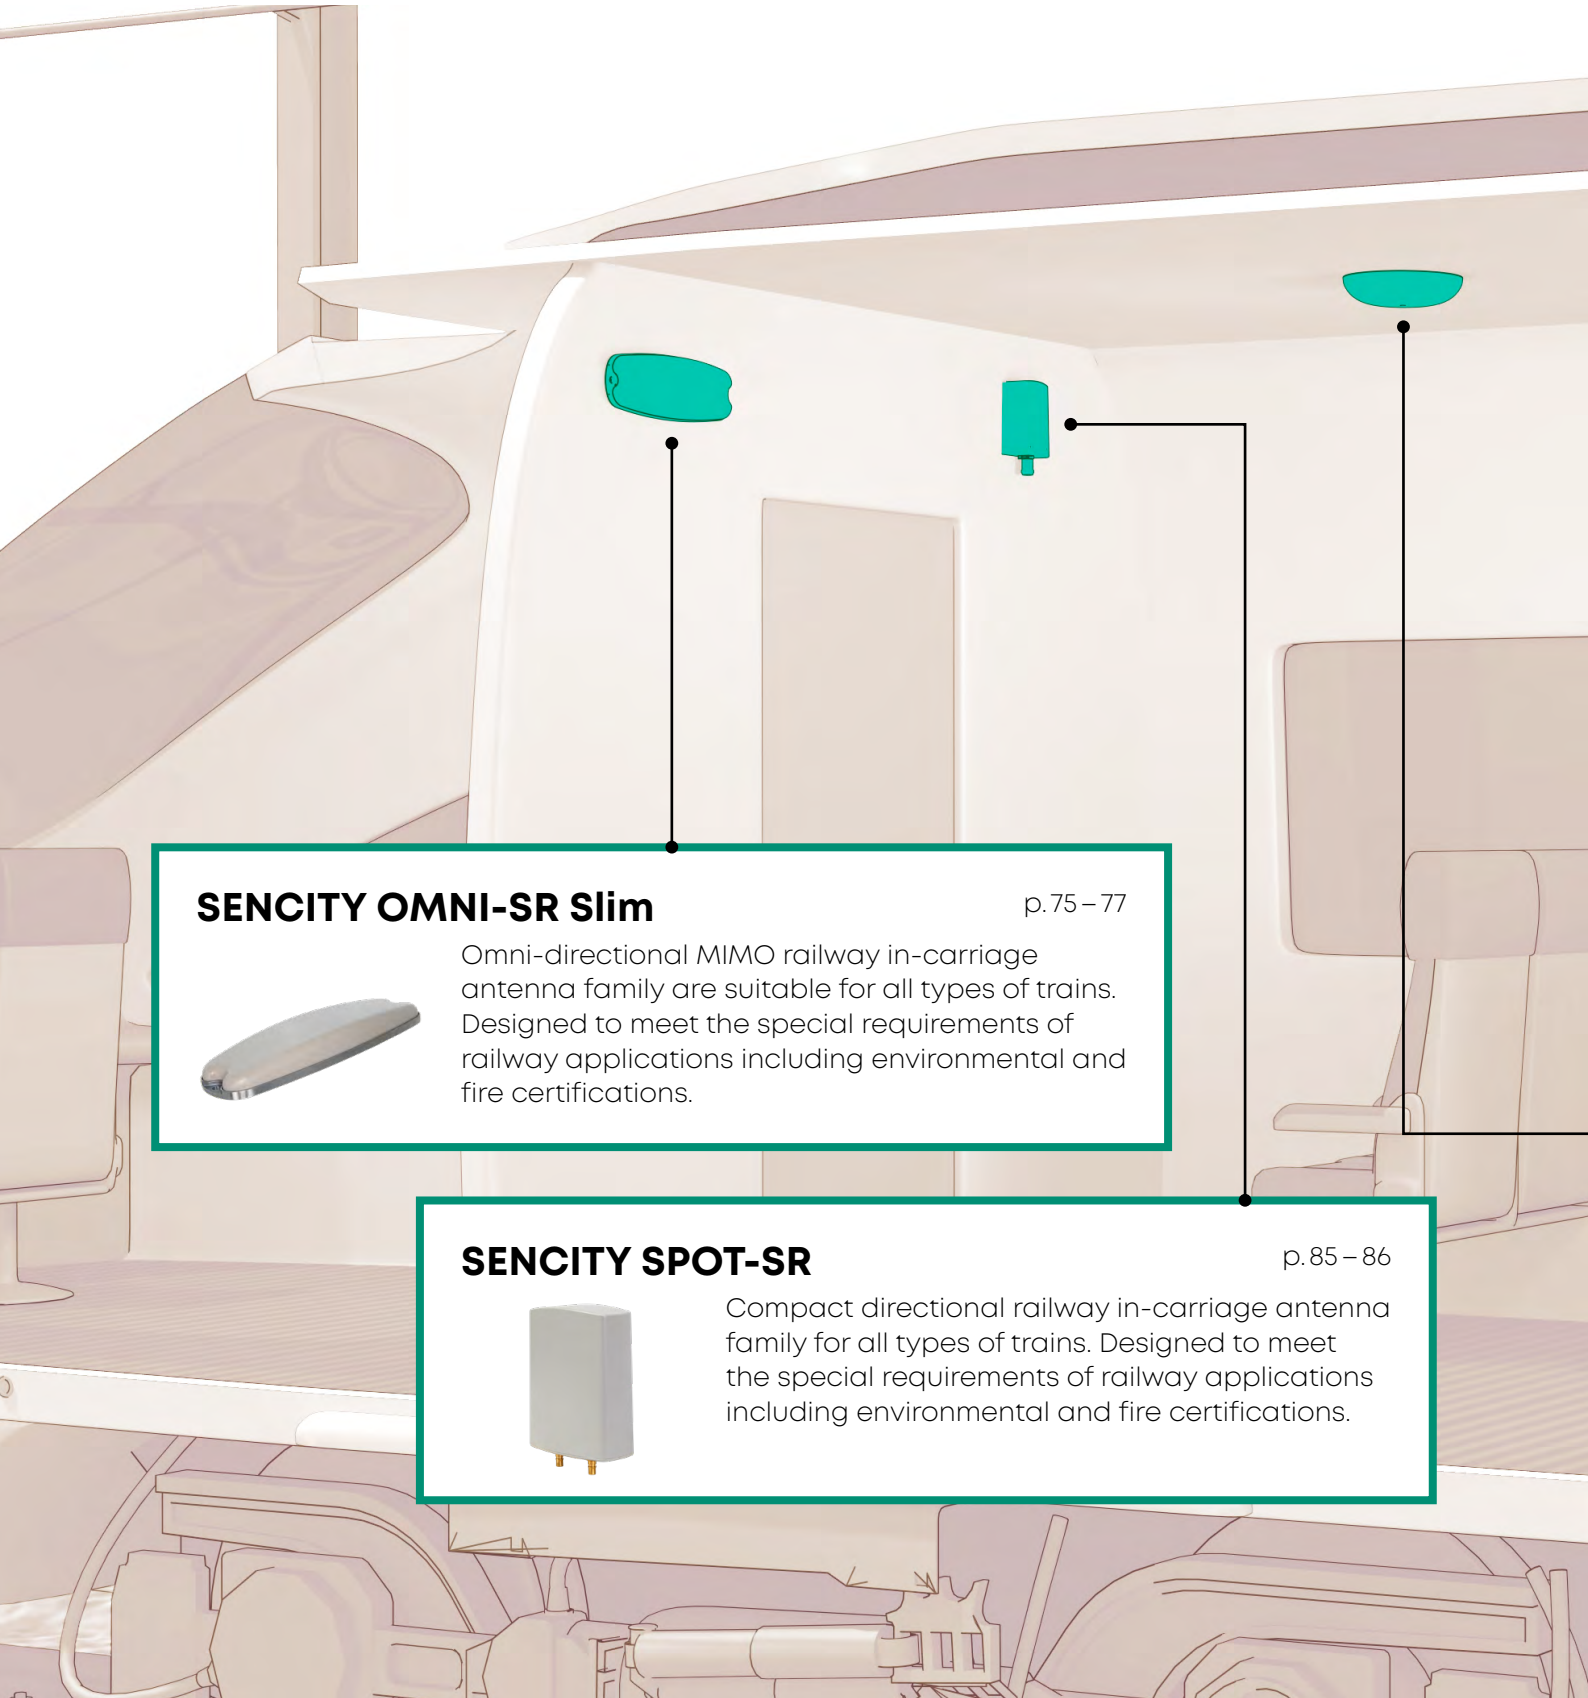 SENCITY OMNI-SR Slim
p. 75 – 77
Omni-directional MIMO railway in-carriage
antenna family are suitable for all types of trains.
Designed to meet the special requirements of
railway applications including environmental and
fire certifications.
SENCITY SPOT-SR
p. 85 – 86
Compact directional railway in-carriage antenna
family for all types of trains. Designed to meet
the special requirements of railway applications
including environmental and fire certifications.